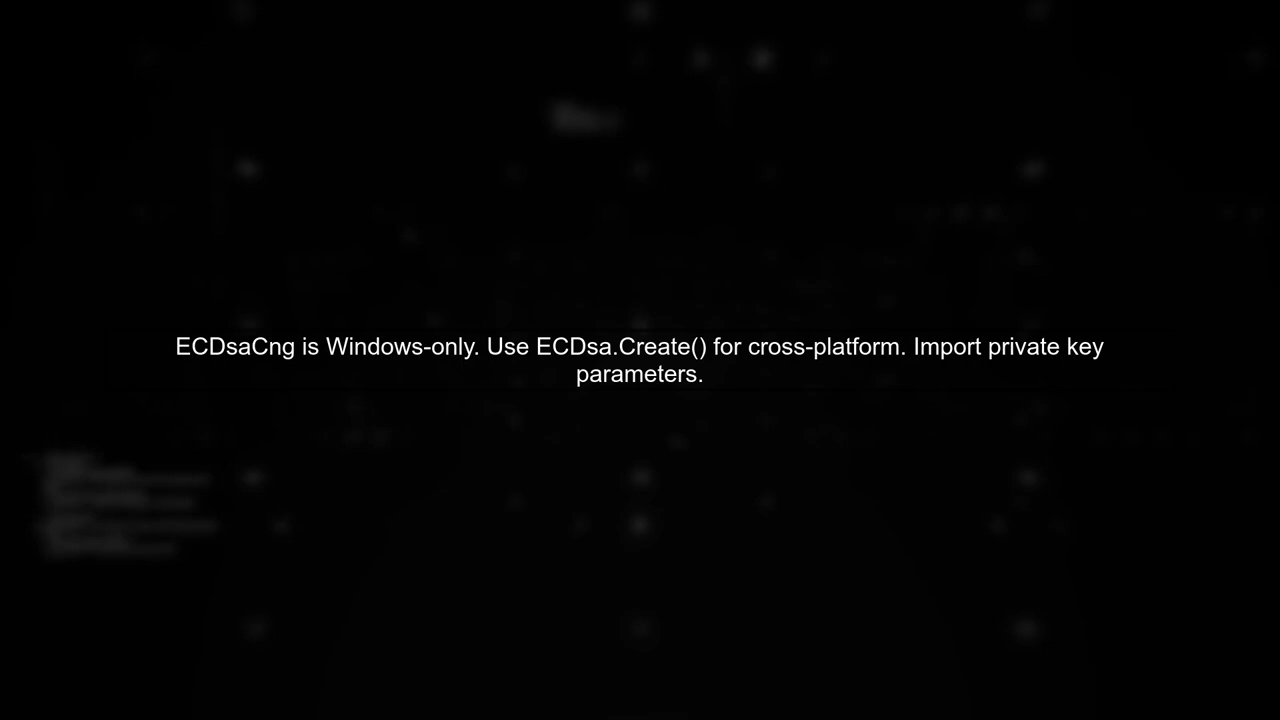 ECDsaCng is Windows-only. Use ECDsa.Create() for cross-platform. Import private key
parameters.